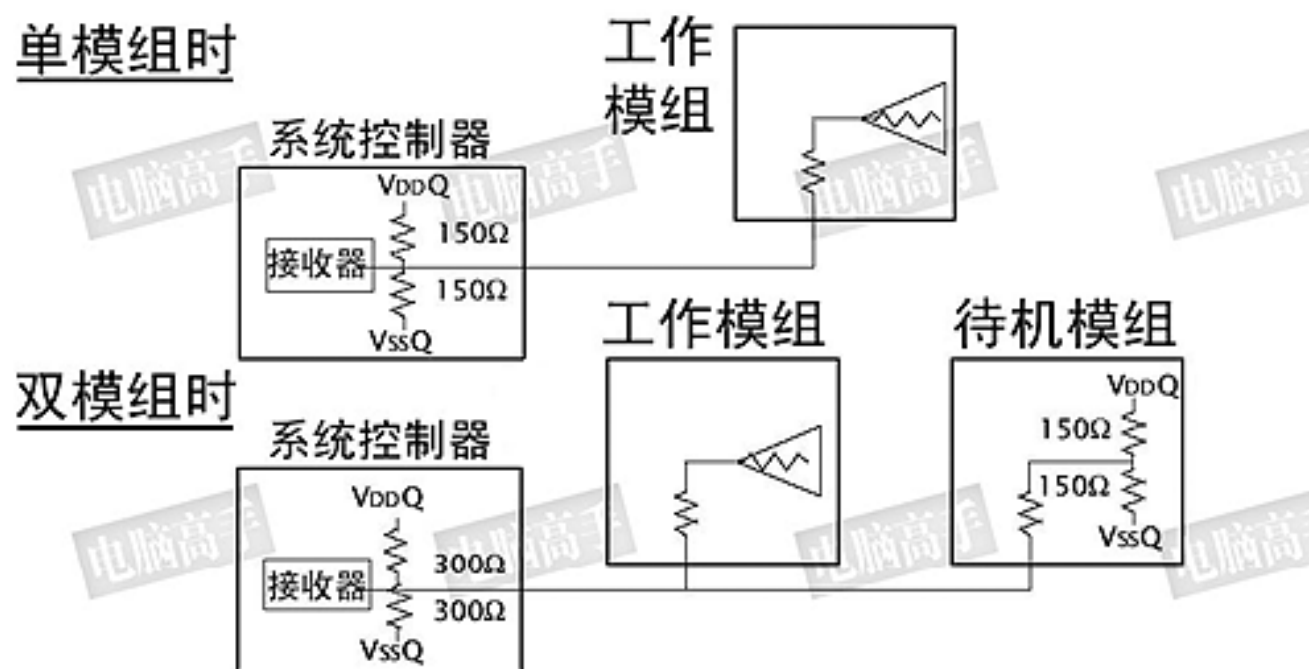 单模组时
工作
模组
系统控制器
VDDQ
150Ω
接收器
150Ω
VssQ
工作模组
待机模组
双模组时
系统控制器
VDDQ
300Ω
接收器
300Ω
VssQ
VDDQ
150Ω
150Ω
VssQ
电脑高手
电脑高手
电脑高手
电脑高手
电脑高手
电脑高手
电脑高手
电脑高手